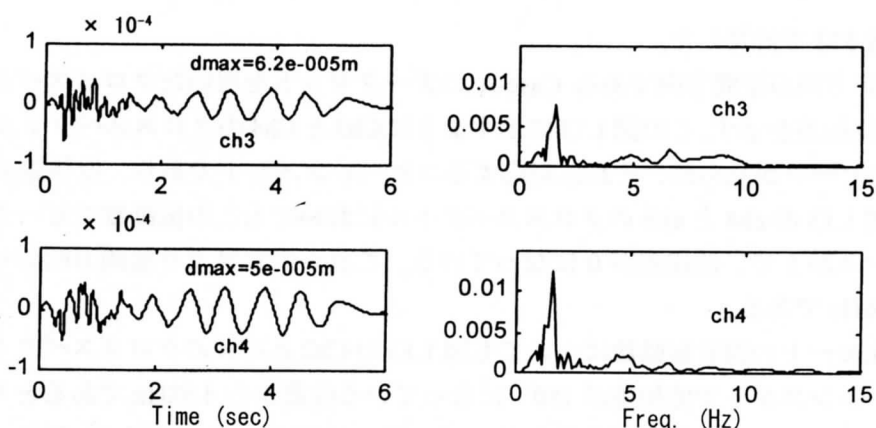 × 10⁻⁴
1
0
-1
dmax=6.2e-005m
ch3
0 2 4 6
0.01
0.005
0
ch3
0 5 10 15
× 10⁻⁴
1
0
-1
dmax=5e-005m
ch4
0 2 4 6
Time (sec)
0.01
0.005
0
ch4
0 5 10 15
Freq. (Hz)